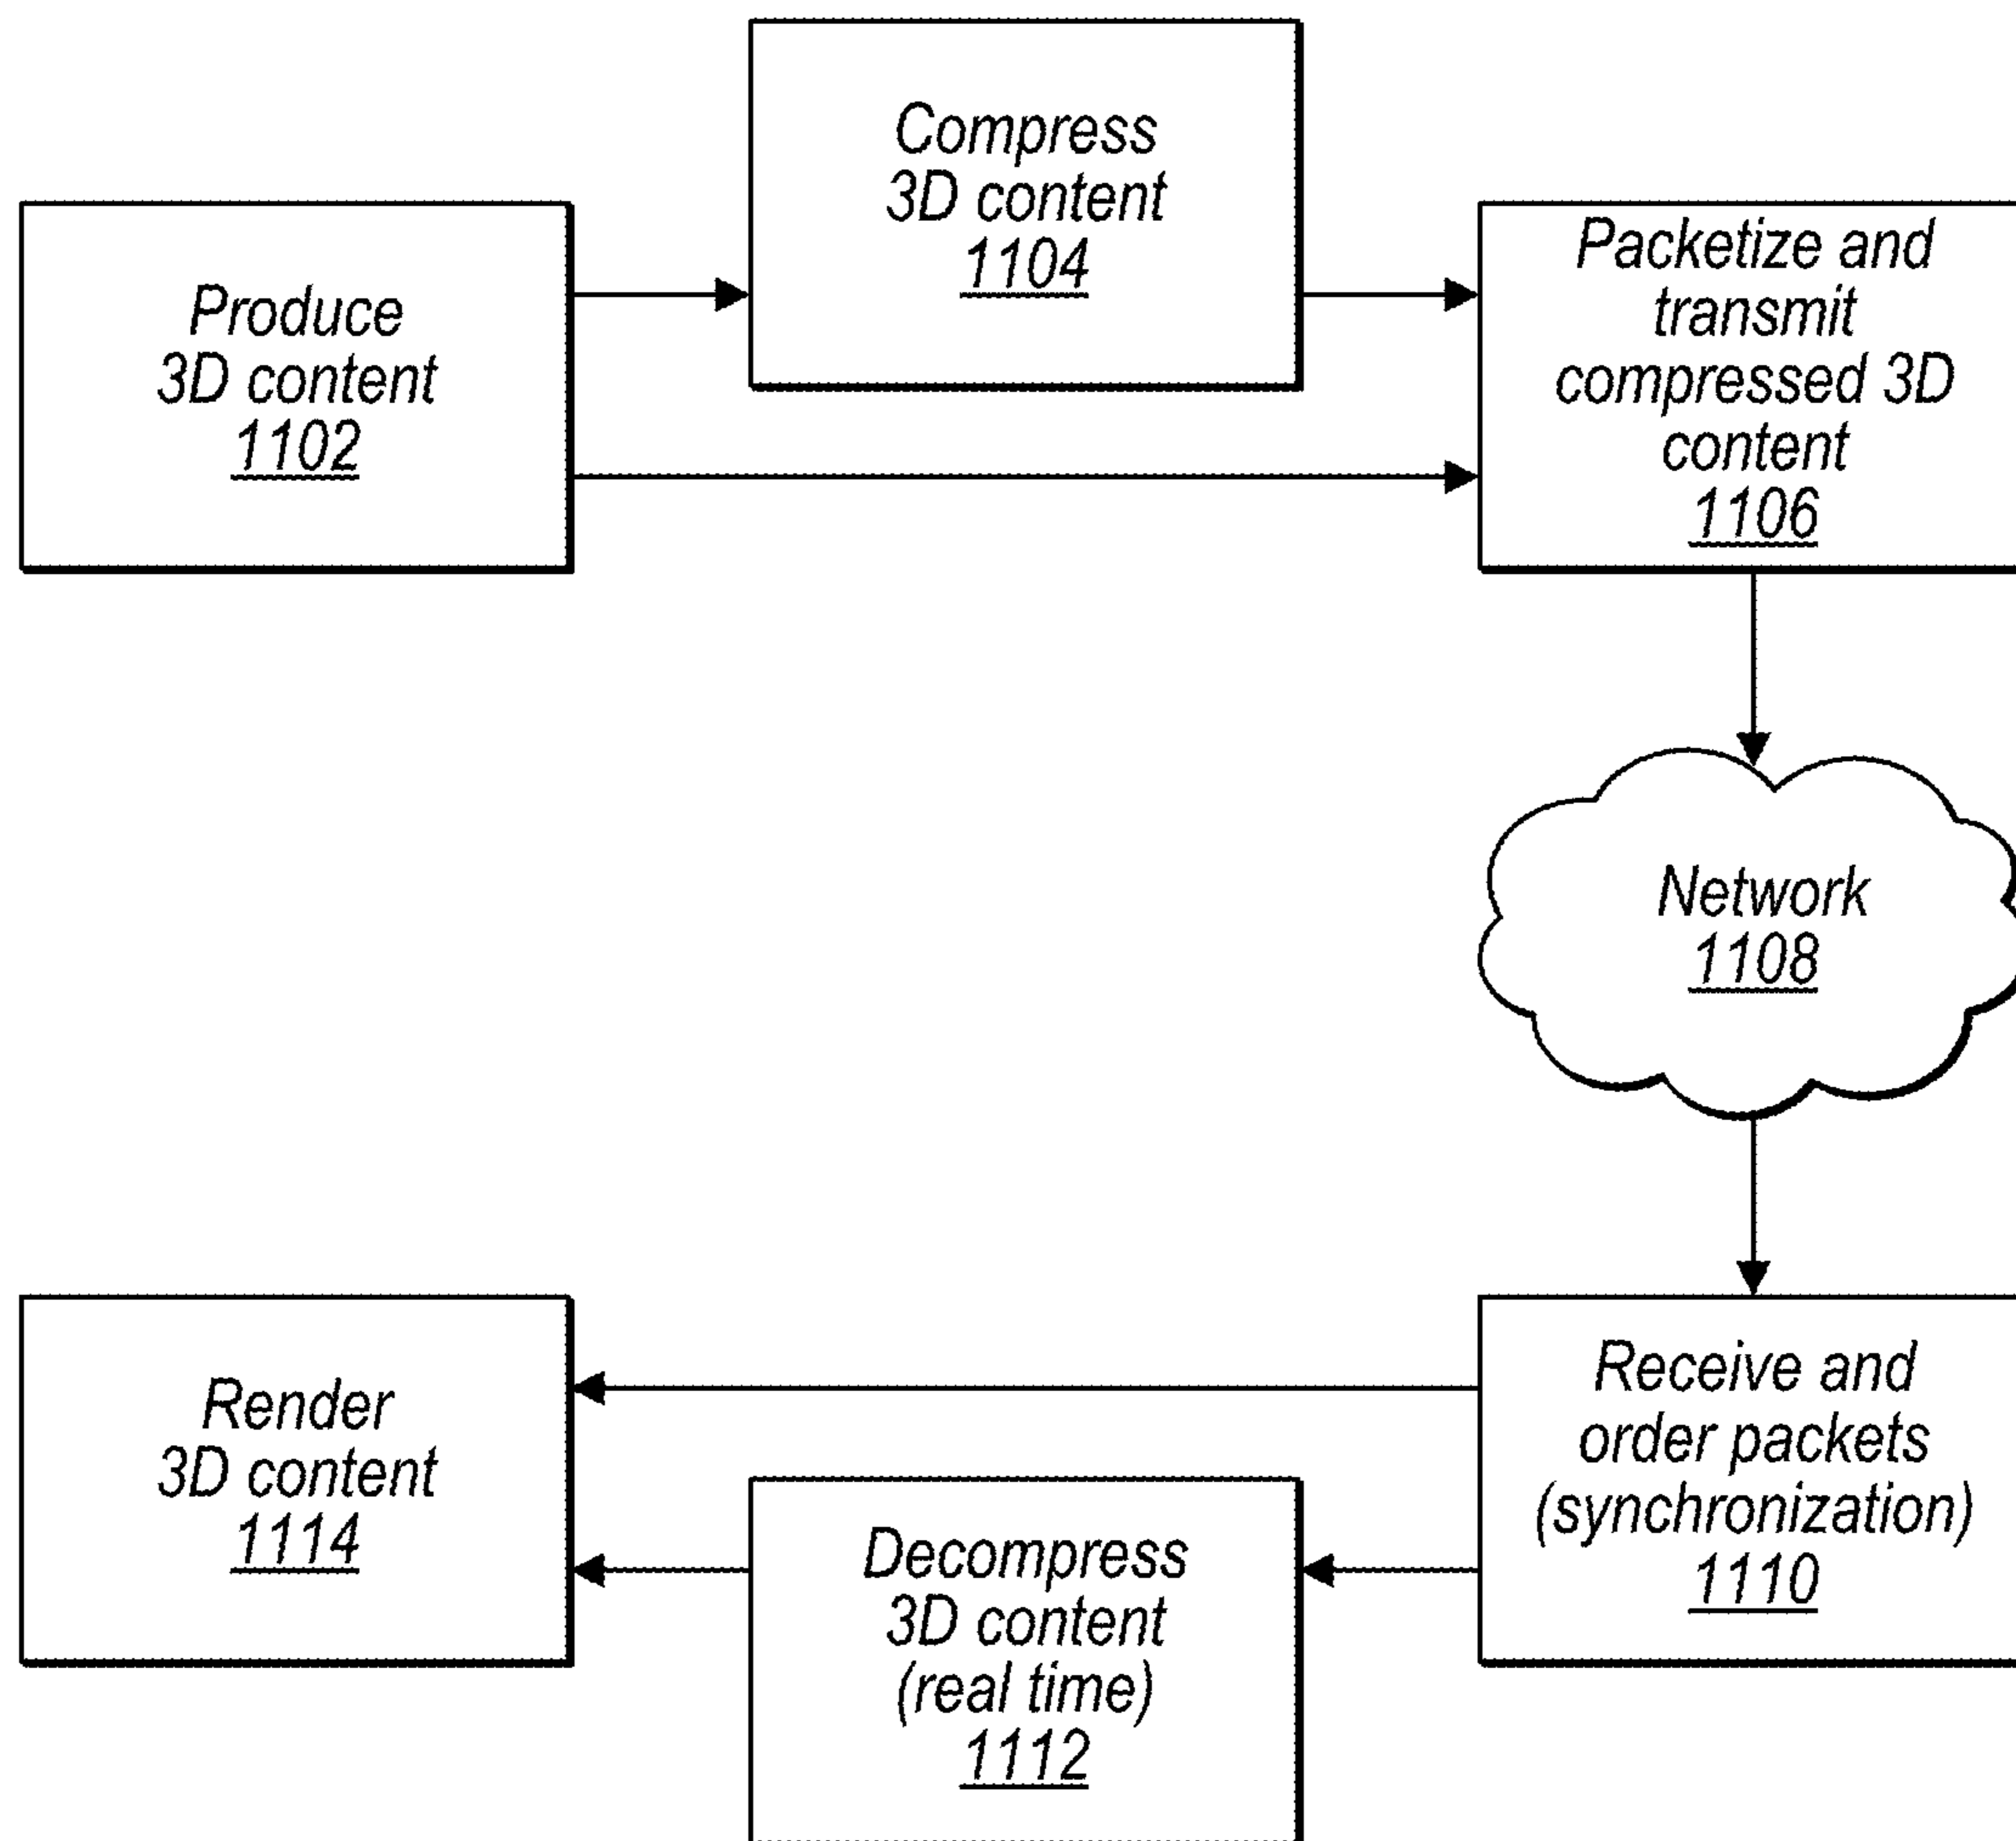 Produce
3D content
1102
Compress
3D content
1104
Packetize and
transmit
compressed 3D
content
1106
Network
1108
Receive and
order packets
(synchronization)
1110
Decompress
3D content
(real time)
1112
Render
3D content
1114